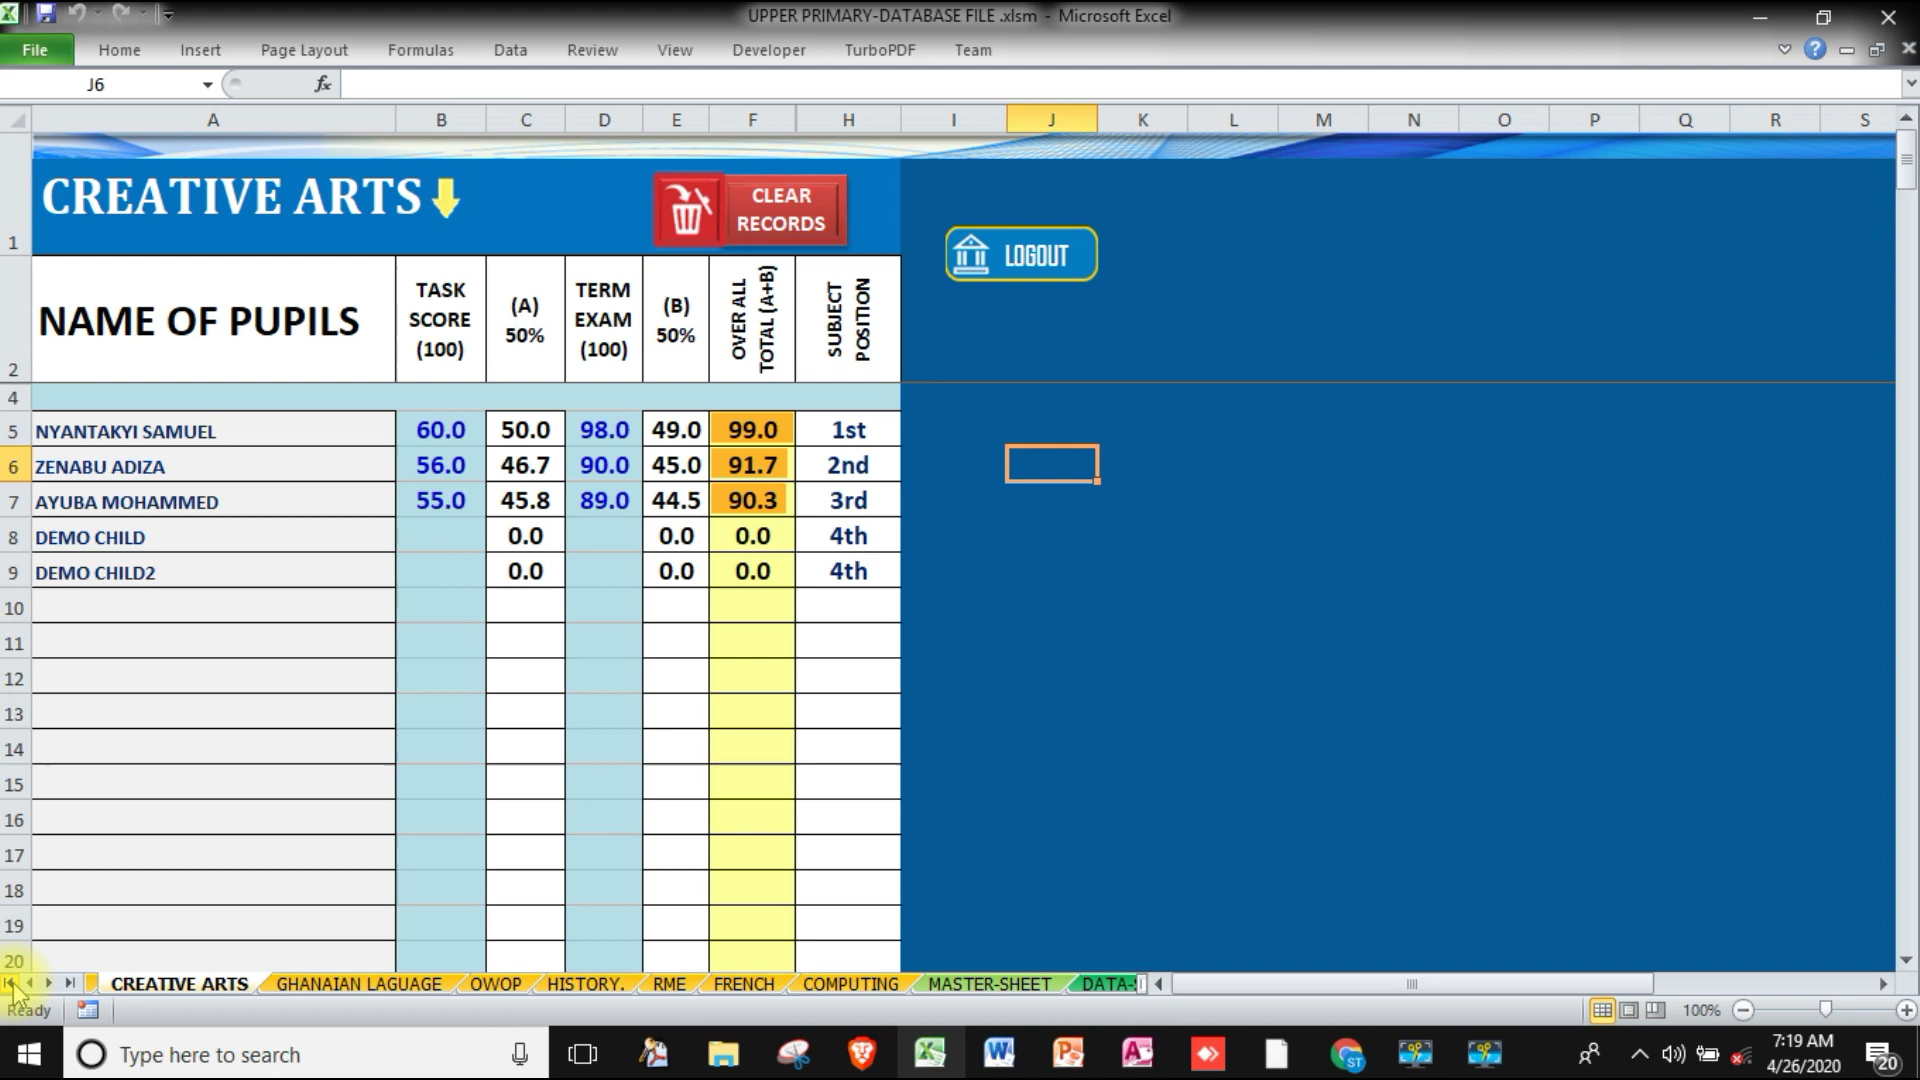 UPPER PRIMARY-DATABASE FILE .xlsm - Microsoft Excel
File Home Insert Page Layout Formulas Data Review View Developer TurboPDF Team
J6 fx
A B C D E F H I J K L M N O P Q R S
CREATIVE ARTS
CLEAR
RECORDS
LOGOUT
1
NAME OF PUPILS
TASK
SCORE
(100)
(A)
50%
TERM
EXAM
(100)
(B)
50%
OVER ALL
TOTAL (A+B)
SUBJECT
POSITION
2
4
5 NYANTAKYI SAMUEL 60.0 50.0 98.0 49.0 99.0 1st
6 ZENABU ADIZA 56.0 46.7 90.0 45.0 91.7 2nd
7 AYUBA MOHAMMED 55.0 45.8 89.0 44.5 90.3 3rd
8 DEMO CHILD 0.0 0.0 0.0 4th
9 DEMO CHILD2 0.0 0.0 0.0 4th
10
11
12
13
14
15
16
17
18
19
20
CREATIVE ARTS GHANAIAN LAGUAGE OWOP HISTORY. RME FRENCH COMPUTING MASTER-SHEET DATA-
Ready 100%
Type here to search
ST
7:19 AM
4/26/2020
20